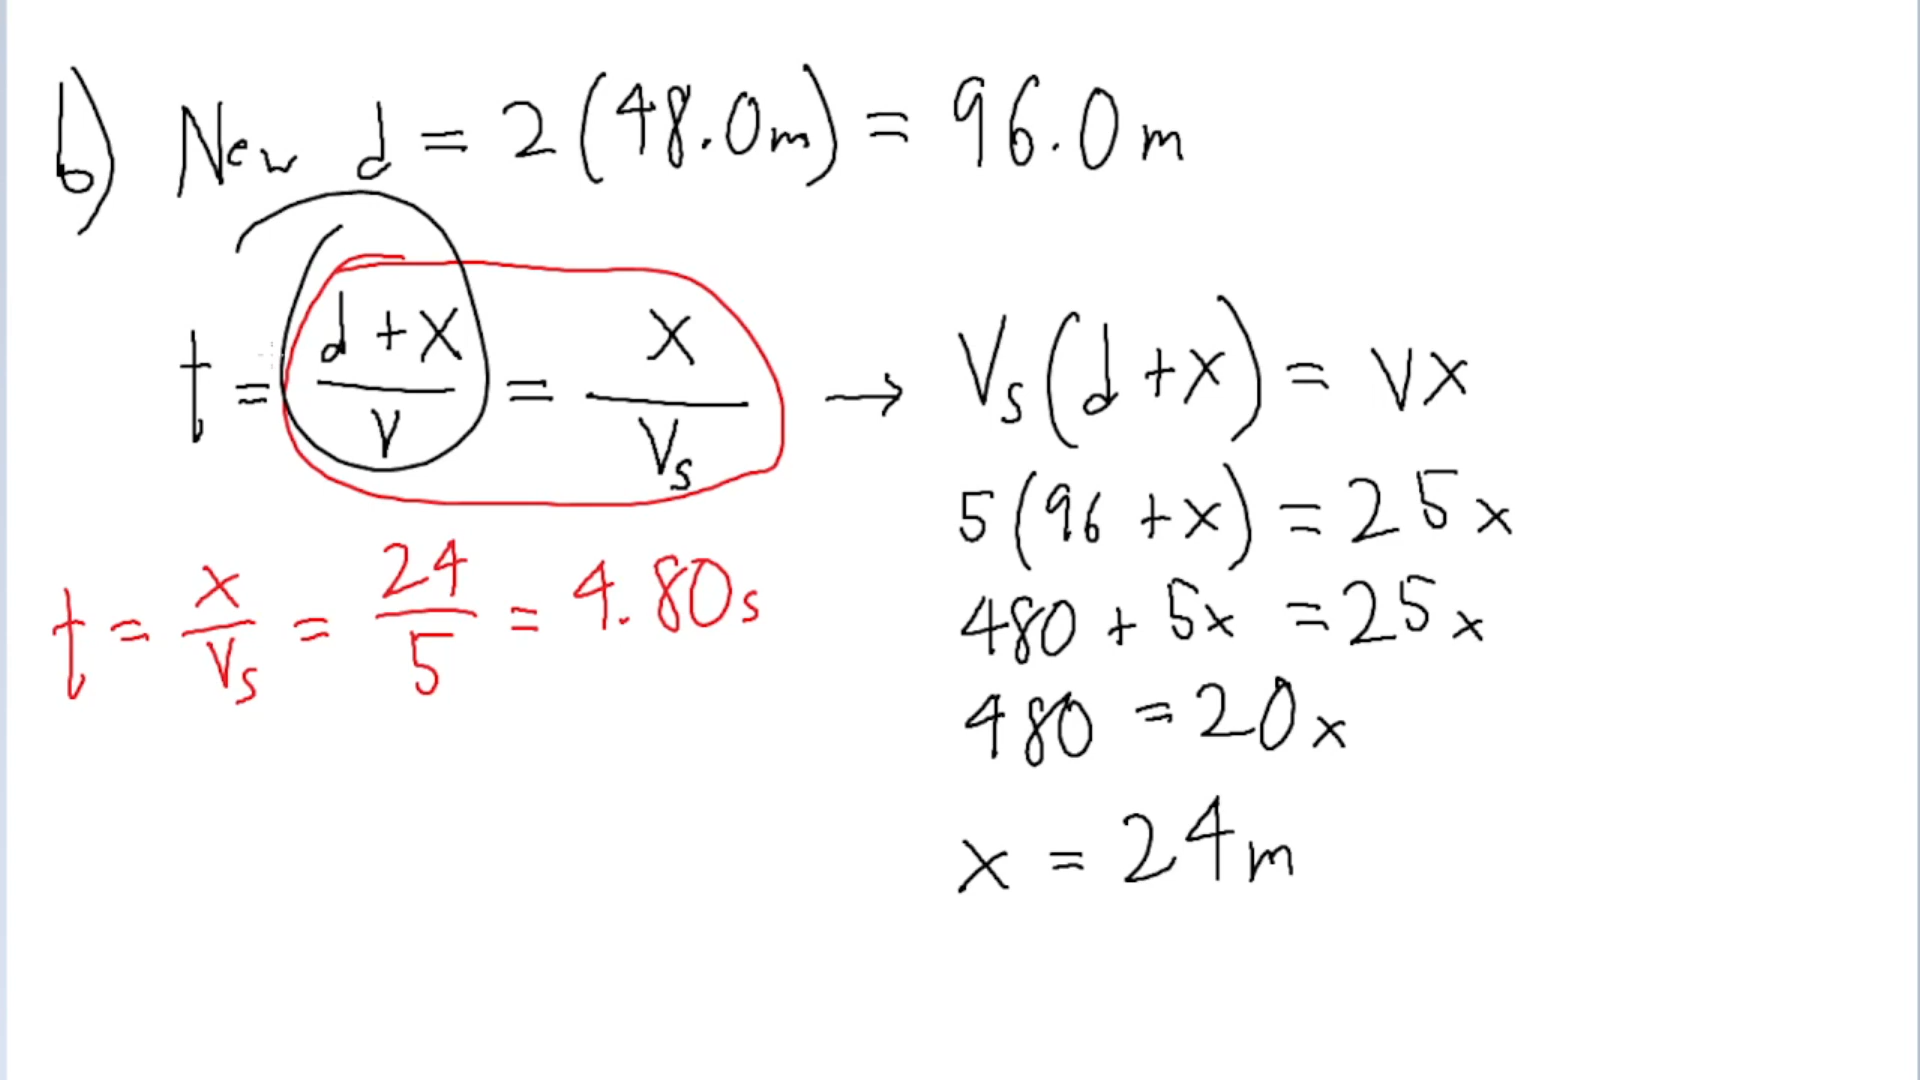 b) New d = 2(48.0m) = 96.0m
t = (d+x)/v = x/Vs → Vs(d+x) = vx
5(96+x) = 25x
t = x/Vs = 24/5 = 4.80s
480 + 5x = 25x
480 = 20x
x = 24m